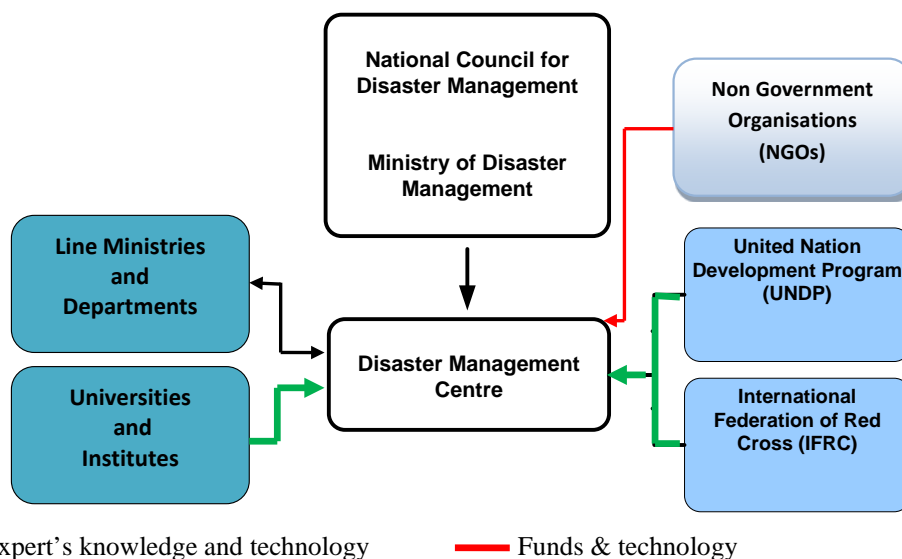 National Council for
Disaster Management
Ministry of Disaster
Management
Non Government
Organisations
(NGOs)
Line Ministries
and
Departments
United Nation
Development Program
(UNDP)
Disaster Management
Centre
Universities
and
Institutes
International
Federation of Red
Cross (IFRC)
xpert's knowledge and technology
Funds & technology